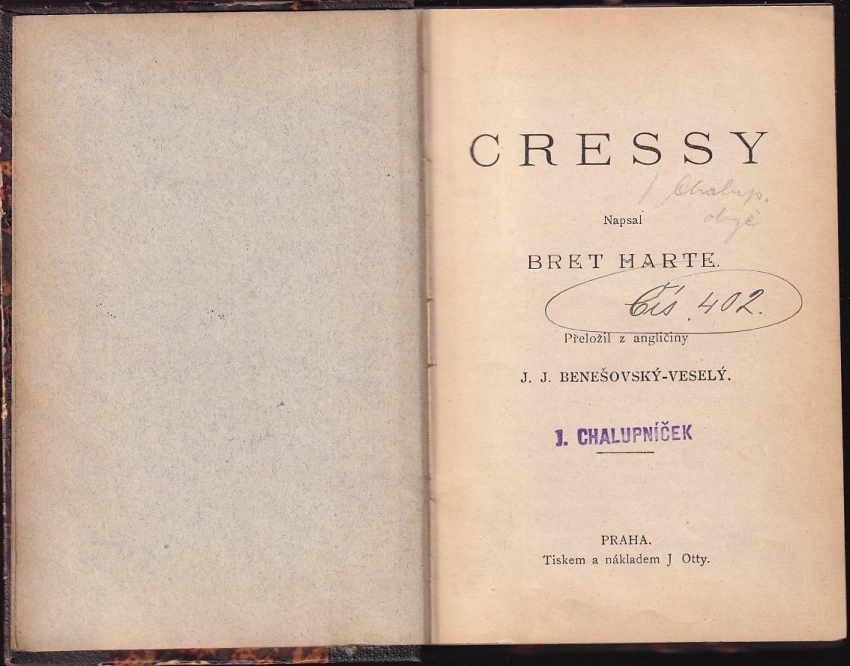 CRESSY
Napsal
BRET HARTE.
Čís. 402.
Přeložil z angličiny
J. J. BENEŠOVSKÝ-VESELÝ.
J. CHALUPNÍČEK
PRAHA.
Tiskem a nákladem J Otty.